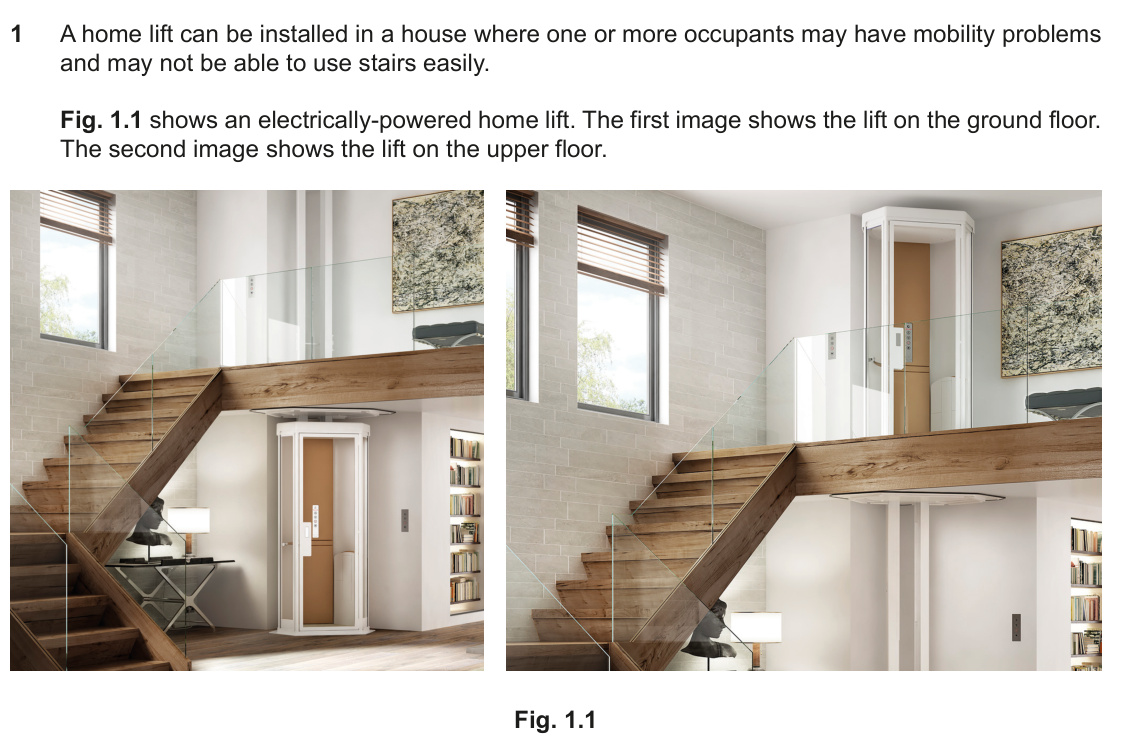 1 A home lift can be installed in a house where one or more occupants may have mobility problems
and may not be able to use stairs easily.
Fig. 1.1 shows an electrically-powered home lift. The first image shows the lift on the ground floor.
The second image shows the lift on the upper floor.
Fig. 1.1